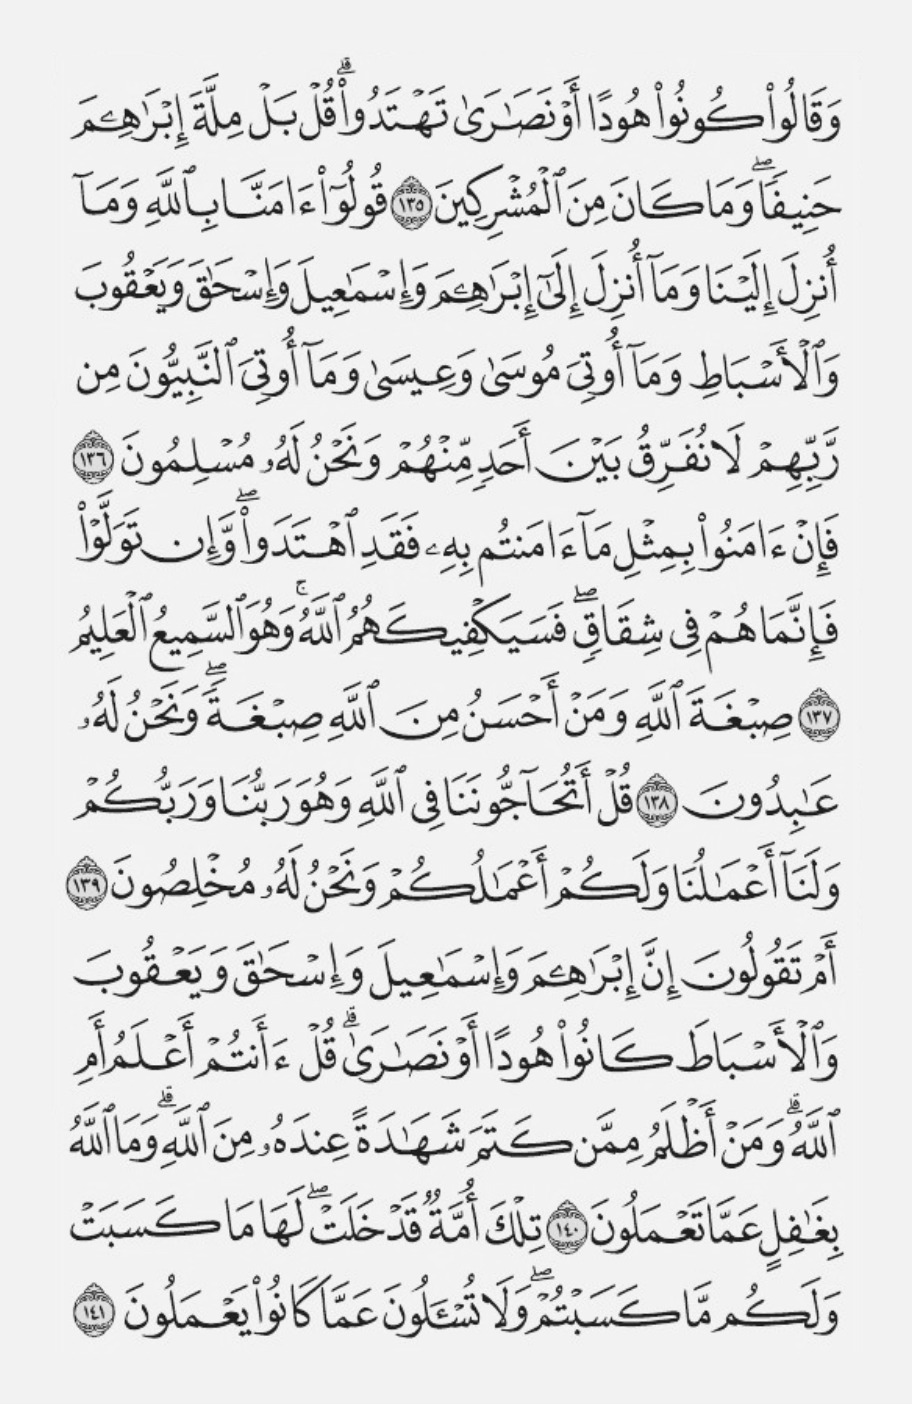 وَقَالُوا۟ كُونُوا۟ هُودًا أَوْ نَصَـٰرَىٰ تَهْتَدُوا۟ ۗ قُلْ بَلْ مِلَّةَ إِبْرَٰهِـۧمَ
حَنِيفًا ۖ وَمَا كَانَ مِنَ ٱلْمُشْرِكِينَ ١٣٥ قُولُوٓا۟ ءَامَنَّا بِٱللَّهِ وَمَآ
أُنزِلَ إِلَيْنَا وَمَآ أُنزِلَ إِلَىٰٓ إِبْرَٰهِـۧمَ وَإِسْمَـٰعِيلَ وَإِسْحَـٰقَ وَيَعْقُوبَ
وَٱلْأَسْبَاطِ وَمَآ أُوتِىَ مُوسَىٰ وَعِيسَىٰ وَمَآ أُوتِىَ ٱلنَّبِيُّونَ مِن
رَّبِّهِمْ لَا نُفَرِّقُ بَيْنَ أَحَدٍ مِّنْهُمْ وَنَحْنُ لَهُۥ مُسْلِمُونَ ١٣٦
فَإِنْ ءَامَنُوا۟ بِمِثْلِ مَآ ءَامَنتُم بِهِۦ فَقَدِ ٱهْتَدَوا۟ ۖ وَّإِن تَوَلَّوْا۟
فَإِنَّمَا هُمْ فِى شِقَاقٍ ۖ فَسَيَكْفِيكَهُمُ ٱللَّهُ ۚ وَهُوَ ٱلسَّمِيعُ ٱلْعَلِيمُ
١٣٧ صِبْغَةَ ٱللَّهِ وَمَنْ أَحْسَنُ مِنَ ٱللَّهِ صِبْغَةً ۖ وَنَحْنُ لَهُۥ
عَـٰبِدُونَ ١٣٨ قُلْ أَتُحَآجُّونَنَا فِى ٱللَّهِ وَهُوَ رَبُّنَا وَرَبُّكُمْ
وَلَنَآ أَعْمَـٰلُنَا وَلَكُمْ أَعْمَـٰلُكُمْ وَنَحْنُ لَهُۥ مُخْلِصُونَ ١٣٩
أَمْ تَقُولُونَ إِنَّ إِبْرَٰهِـۧمَ وَإِسْمَـٰعِيلَ وَإِسْحَـٰقَ وَيَعْقُوبَ
وَٱلْأَسْبَاطَ كَانُوا۟ هُودًا أَوْ نَصَـٰرَىٰ ۗ قُلْ ءَأَنتُمْ أَعْلَمُ أَمِ
ٱللَّهُ ۗ وَمَنْ أَظْلَمُ مِمَّن كَتَمَ شَهَـٰدَةً عِندَهُۥ مِنَ ٱللَّهِ ۗ وَمَا ٱللَّهُ
بِغَـٰفِلٍ عَمَّا تَعْمَلُونَ ١٤٠ تِلْكَ أُمَّةٌ قَدْ خَلَتْ ۖ لَهَا مَا كَسَبَتْ
وَلَكُم مَّا كَسَبْتُمْ ۖ وَلَا تُسْـَٔلُونَ عَمَّا كَانُوا۟ يَعْمَلُونَ ١٤١